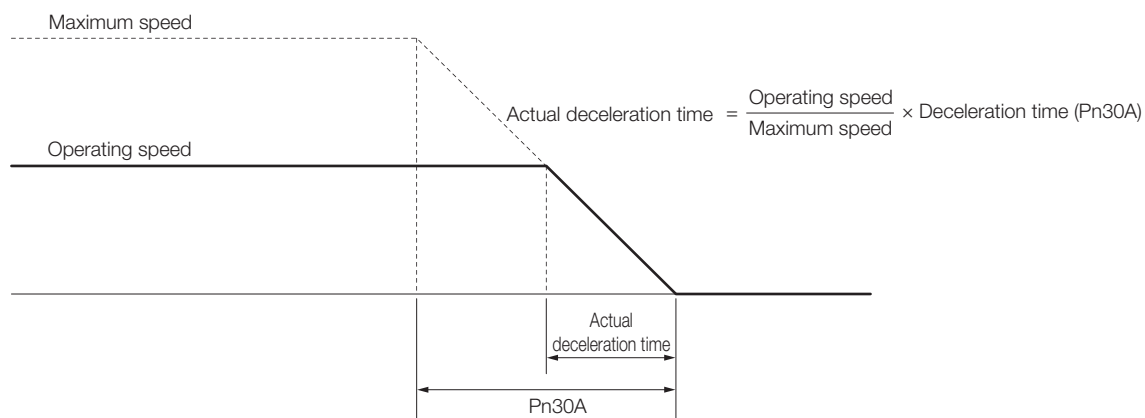 Maximum speed
Actual deceleration time = Operating speed / Maximum speed × Deceleration time (Pn30A)
Operating speed
Actual
deceleration time
Pn30A